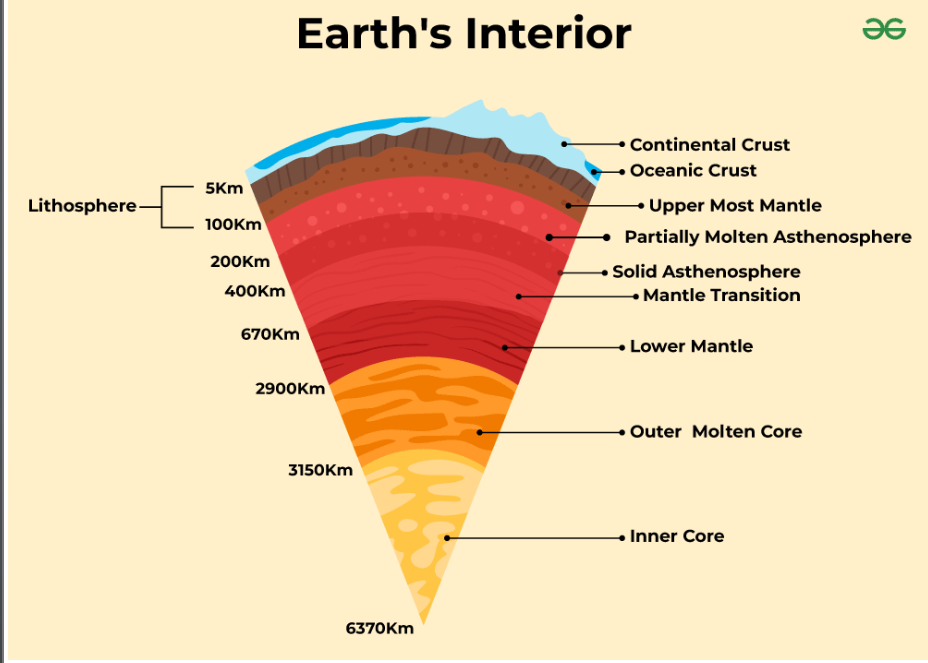 Earth's Interior
Continental Crust
Oceanic Crust
5Km
Lithosphere
Upper Most Mantle
100Km
Partially Molten Asthenosphere
200Km
Solid Asthenosphere
400Km
Mantle Transition
670Km
Lower Mantle
2900Km
Outer Molten Core
3150Km
Inner Core
6370Km